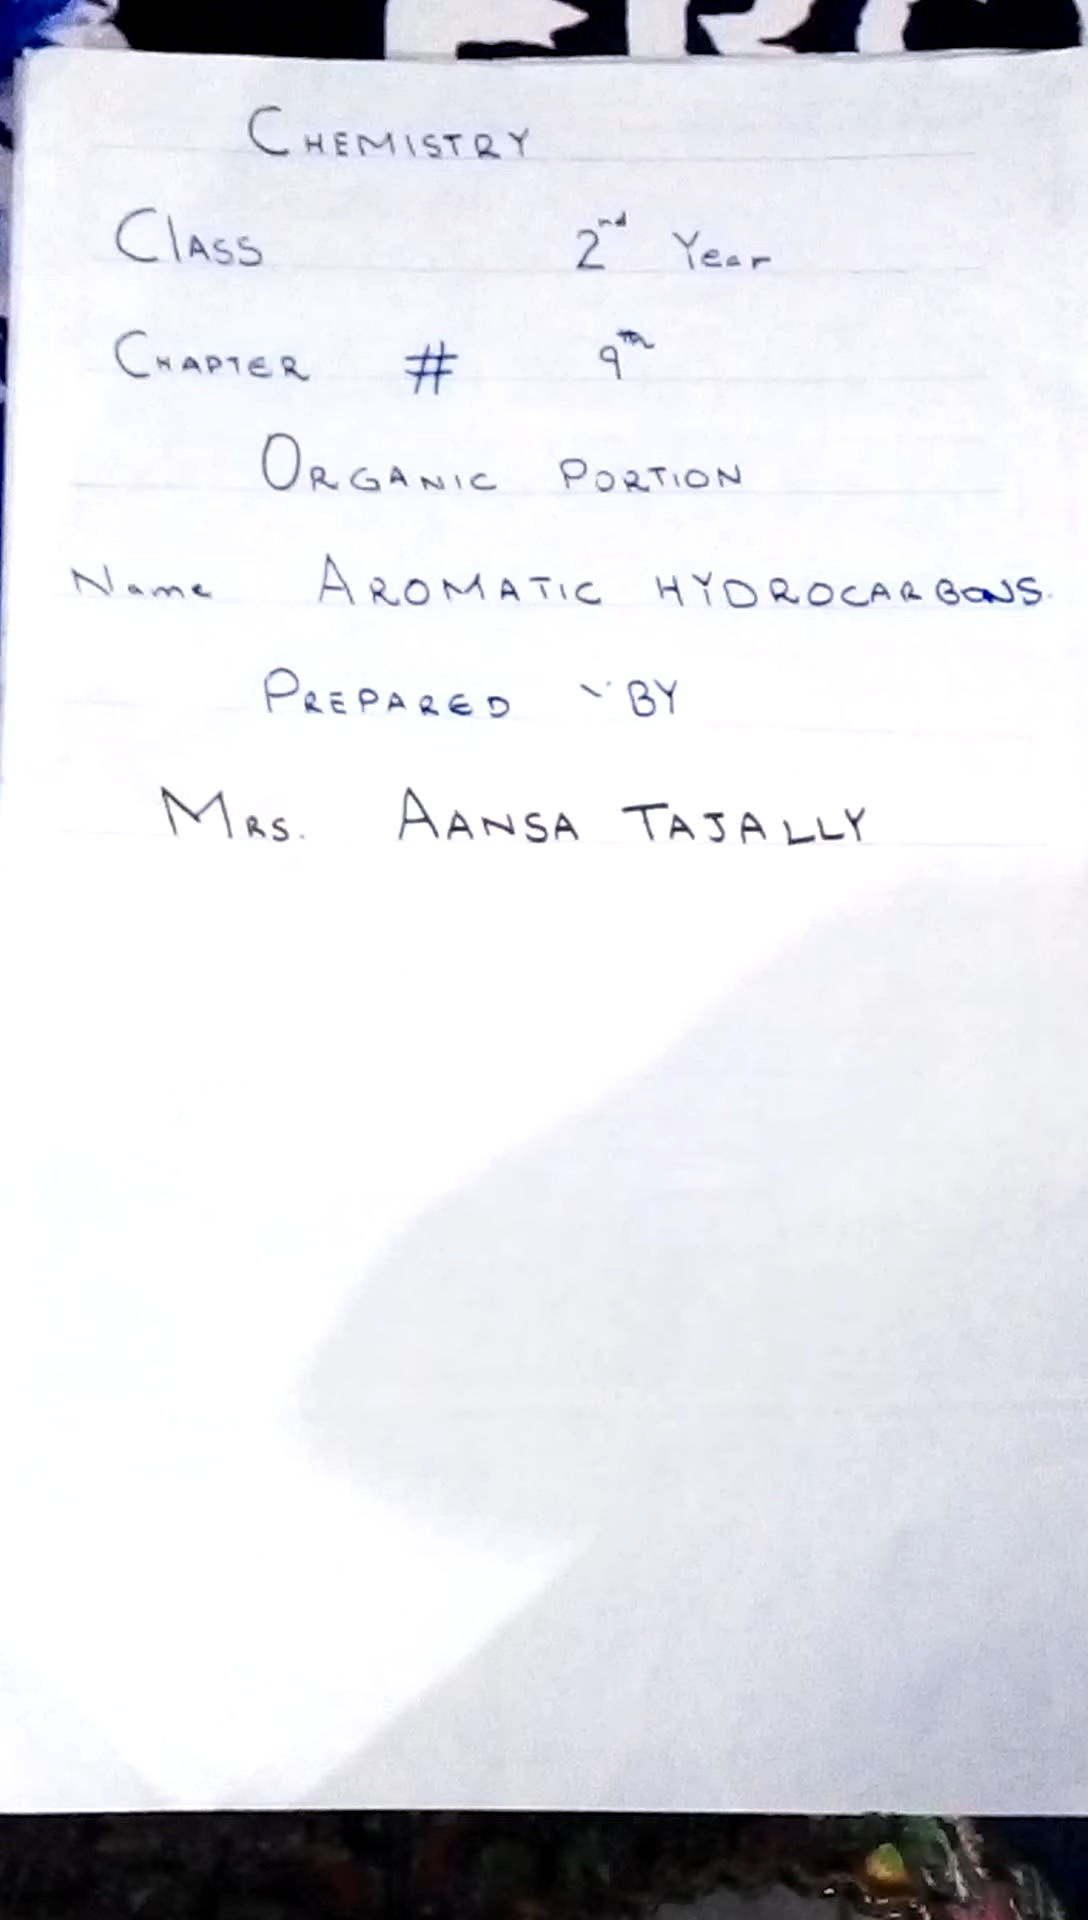 CHEMISTRY
Class 2nd Year
CHAPTER # 9th
ORGANIC PORTION
Name AROMATIC HYDROCARBONS.
PREPARED BY
MRS. AANSA TAJALLY